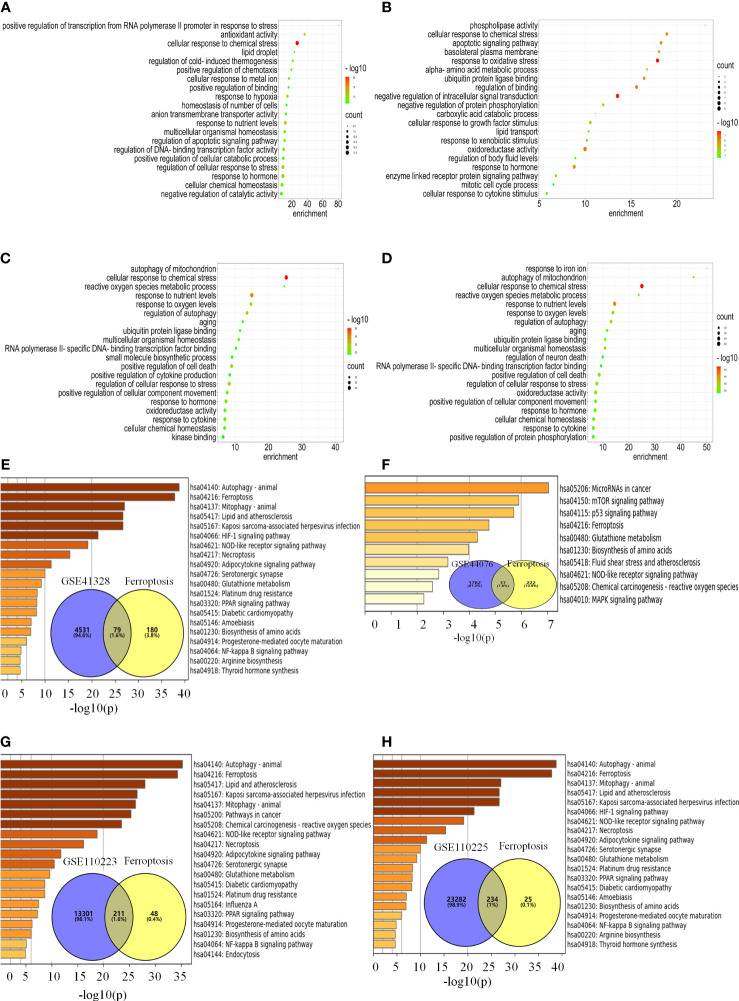 A
positive regulation of transcription from RNA polymerase II promoter in response to stress
antioxidant activity
cellular response to chemical stress
lipid droplet
regulation of cold- induced thermogenesis
positive regulation of chemotaxis
cellular response to metal ion
positive regulation of binding
response to hypoxia
homeostasis of number of cells
anion transmembrane transporter activity
response to nutrient levels
multicellular organismal homeostasis
regulation of apoptotic signaling pathway
regulation of DNA- binding transcription factor activity
positive regulation of cellular catabolic process
regulation of cellular response to stress
response to hormone
cellular chemical homeostasis
negative regulation of catalytic activity
20 40 60 80
enrichment
- log10
count
B
phospholipase activity
cellular response to chemical stress
apoptotic signaling pathway
basolateral plasma membrane
response to oxidative stress
alpha- amino acid metabolic process
ubiquitin protein ligase binding
regulation of binding
negative regulation of intracellular signal transduction
negative regulation of protein phosphorylation
carboxylic acid catabolic process
cellular response to growth factor stimulus
lipid transport
response to xenobiotic stimulus
oxidoreductase activity
regulation of body fluid levels
response to hormone
enzyme linked receptor protein signaling pathway
mitotic cell cycle process
cellular response to cytokine stimulus
5 10 15 20
enrichment
count
- log10
C
autophagy of mitochondrion
cellular response to chemical stress
reactive oxygen species metabolic process
response to nutrient levels
response to oxygen levels
regulation of autophagy
aging
ubiquitin protein ligase binding
multicellular organismal homeostasis
RNA polymerase II- specific DNA- binding transcription factor binding
small molecule biosynthetic process
positive regulation of cell death
positive regulation of cytokine production
regulation of cellular response to stress
positive regulation of cellular component movement
response to hormone
oxidoreductase activity
response to cytokine
cellular chemical homeostasis
kinase binding
10 20 30 40
enrichment
- log10
count
D
response to iron ion
autophagy of mitochondrion
cellular response to chemical stress
reactive oxygen species metabolic process
response to nutrient levels
response to oxygen levels
regulation of autophagy
aging
ubiquitin protein ligase binding
multicellular organismal homeostasis
regulation of neuron death
RNA polymerase II- specific DNA- binding transcription factor binding
positive regulation of cell death
regulation of cellular response to stress
oxidoreductase activity
positive regulation of cellular component movement
response to hormone
cellular chemical homeostasis
response to cytokine
positive regulation of protein phosphorylation
10 20 30 40 50
enrichment
count
- log10
E
hsa04140: Autophagy - animal
hsa04216: Ferroptosis
hsa04137: Mitophagy - animal
hsa05417: Lipid and atherosclerosis
hsa05167: Kaposi sarcoma-associated herpesvirus infection
hsa04066: HIF-1 signaling pathway
hsa04621: NOD-like receptor signaling pathway
hsa04217: Necroptosis
hsa04920: Adipocytokine signaling pathway
hsa04726: Serotonergic synapse
hsa00480: Glutathione metabolism
hsa01524: Platinum drug resistance
hsa03320: PPAR signaling pathway
hsa05415: Diabetic cardiomyopathy
hsa05146: Amoebiasis
hsa01230: Biosynthesis of amino acids
hsa04914: Progesterone-mediated oocyte maturation
hsa04064: NF-kappa B signaling pathway
hsa00220: Arginine biosynthesis
hsa04918: Thyroid hormone synthesis
GSE41328 Ferroptosis
4531 79 180
(94.6%) (1.6%) (3.8%)
0 5 10 15 20 25 30 35 40
-log10(p)
F
hsa05206: MicroRNAs in cancer
hsa04150: mTOR signaling pathway
hsa04115: p53 signaling pathway
hsa04216: Ferroptosis
hsa00480: Glutathione metabolism
hsa01230: Biosynthesis of amino acids
hsa05418: Fluid shear stress and atherosclerosis
hsa04621: NOD-like receptor signaling pathway
hsa05208: Chemical carcinogenesis - reactive oxygen species
hsa04010: MAPK signaling pathway
GSE44076 Ferroptosis
0 1 2 3 4 5 6 7
-log10(p)
G
hsa04140: Autophagy - animal
hsa04216: Ferroptosis
hsa05417: Lipid and atherosclerosis
hsa05167: Kaposi sarcoma-associated herpesvirus infection
hsa04137: Mitophagy - animal
hsa05200: Pathways in cancer
hsa05208: Chemical carcinogenesis - reactive oxygen species
hsa04621: NOD-like receptor signaling pathway
hsa04217: Necroptosis
hsa04920: Adipocytokine signaling pathway
hsa04726: Serotonergic synapse
hsa00480: Glutathione metabolism
hsa05415: Diabetic cardiomyopathy
hsa01524: Platinum drug resistance
hsa05164: Influenza A
hsa03320: PPAR signaling pathway
hsa04914: Progesterone-mediated oocyte maturation
hsa01230: Biosynthesis of amino acids
hsa04064: NF-kappa B signaling pathway
hsa04144: Endocytosis
GSE110223 Ferroptosis
13301 211 48
(98.1%) (1.6%) (0.4%)
0 5 10 15 20 25 30 35
-log10(p)
H
hsa04140: Autophagy - animal
hsa04216: Ferroptosis
hsa04137: Mitophagy - animal
hsa05417: Lipid and atherosclerosis
hsa05167: Kaposi sarcoma-associated herpesvirus infection
hsa04066: HIF-1 signaling pathway
hsa04621: NOD-like receptor signaling pathway
hsa04217: Necroptosis
hsa04920: Adipocytokine signaling pathway
hsa04726: Serotonergic synapse
hsa00480: Glutathione metabolism
hsa01524: Platinum drug resistance
hsa03320: PPAR signaling pathway
hsa05415: Diabetic cardiomyopathy
hsa05146: Amoebiasis
hsa01230: Biosynthesis of amino acids
hsa04914: Progesterone-mediated oocyte maturation
hsa04064: NF-kappa B signaling pathway
hsa00220: Arginine biosynthesis
hsa04918: Thyroid hormone synthesis
GSE110225 Ferroptosis
23282 234 25
(98.9%) (1%) (0.1%)
0 5 10 15 20 25 30 35 40
-log10(p)